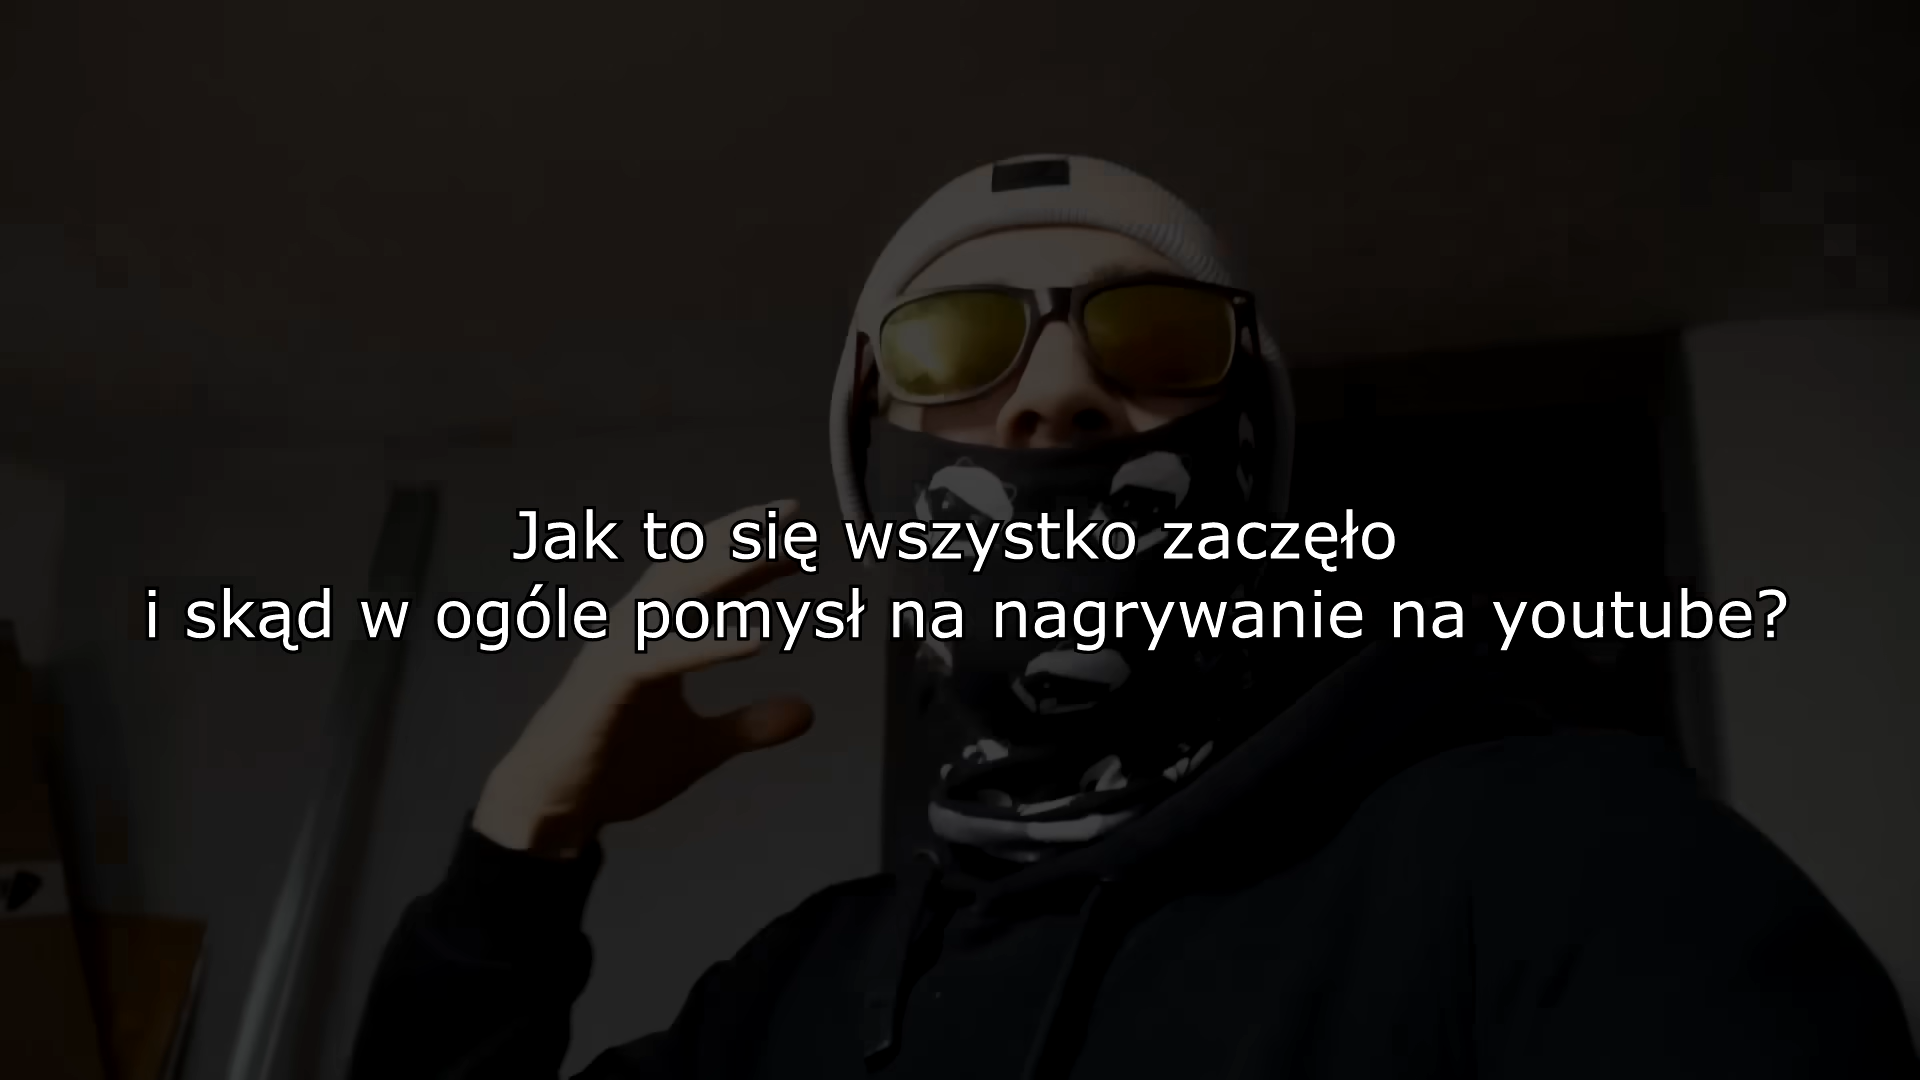 Jak to się wszystko zaczęło
i skąd w ogóle pomysł na nagrywanie na youtube?